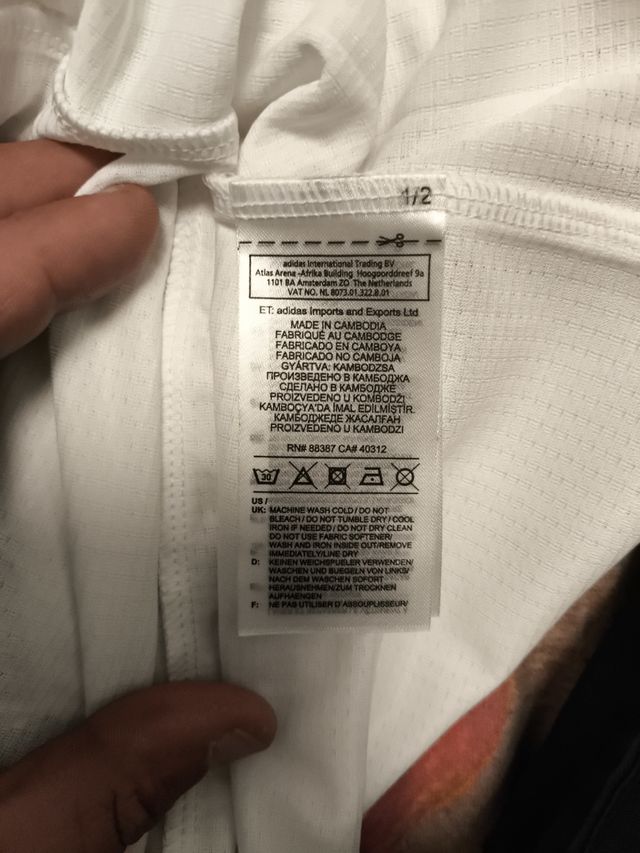 1/2
adidas International Trading BV
Atlas Arena -Afrika Building Hoogoorddreef 9a
1101 BA Amsterdam ZO The Netherlands
VAT NO. NL 8073.01.322.B.01
ET: adidas Imports and Exports Ltd
MADE IN CAMBODIA
FABRIQUÉ AU CAMBODGE
FABRICADO EN CAMBOYA
FABRICADO NO CAMBOJA
GYÁRTVA: KAMBODZSA
ПРОИЗВЕДЕНО В КАМБОДЖА
СДЕЛАНО В КАМБОДЖЕ
PROIZVEDENO U KOMBODŽI
KAMBOÇYA'DA İMAL EDİLMİŞTİR.
КАМБОДЖЕДЕ ЖАСАЛҒАН
PROIZVEDENO U KAMBODZI
RN# 88387 CA# 40312
30
US /
UK: MACHINE WASH COLD / DO NOT
BLEACH / DO NOT TUMBLE DRY / COOL
IRON IF NEEDED / DO NOT DRY CLEAN
DO NOT USE FABRIC SOFTENER/
WASH AND IRON INSIDE OUT/REMOVE
IMMEDIATELY/LINE DRY
D: KEINEN WEICHSPUELER VERWENDEN/
WASCHEN UND BUEGELN VON LINKS/
NACH DEM WASCHEN SOFORT
HERAUSNEHMEN/ZUM TROCKNEN
AUFHAENGEN
F: NE PAS UTILISER D'ASSOUPLISSEUR/